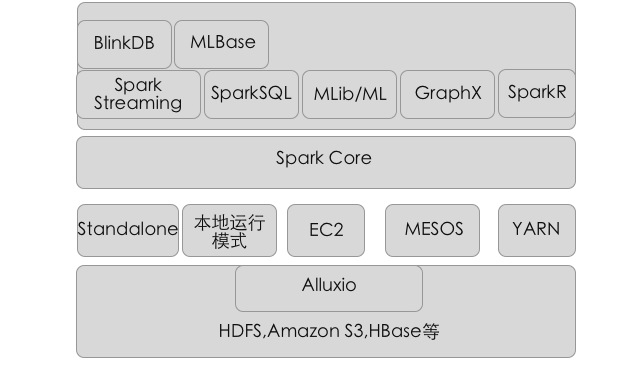 BlinkDB
MLBase
Spark
Streaming
SparkSQL
MLib/ML
GraphX
SparkR
Spark Core
Standalone
本地运行
模式
EC2
MESOS
YARN
Alluxio
HDFS,Amazon S3,HBase等